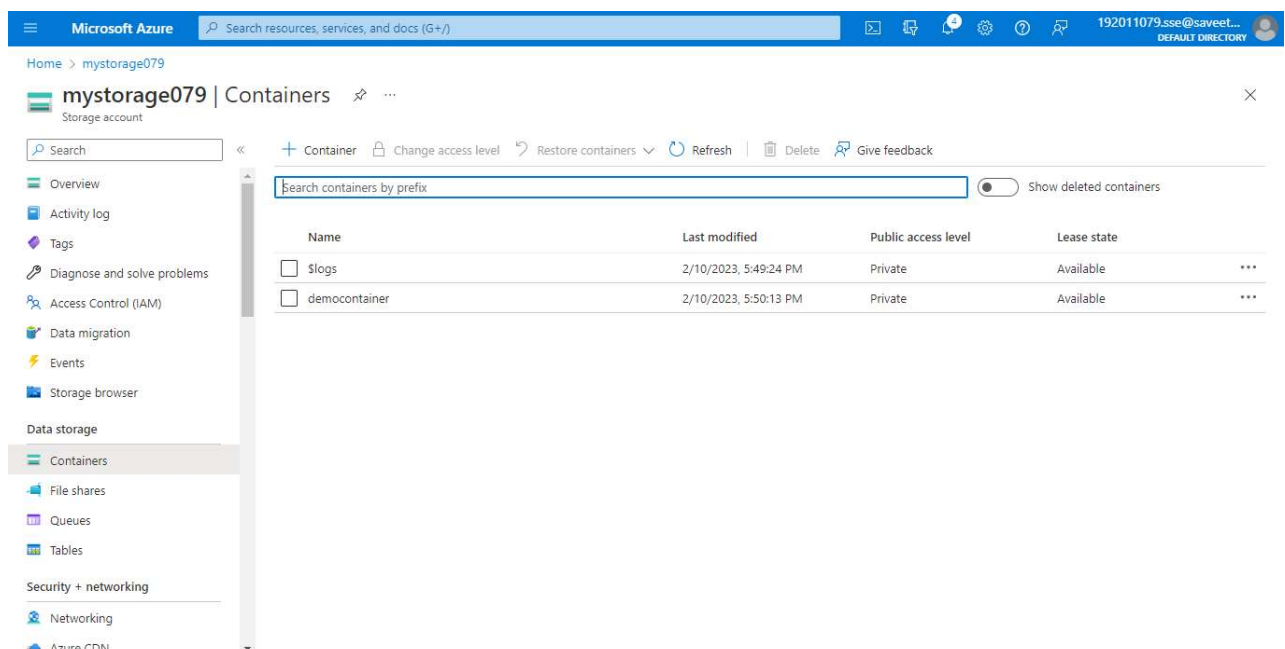 Microsoft Azure
Search resources, services, and docs (G+/)
4
192011079.sse@saveet...
DEFAULT DIRECTORY
Home > mystorage079
mystorage079 | Containers ...
Storage account
Search
«
+ Container
Change access level
Restore containers
Refresh
Delete
Give feedback
Search containers by prefix
Show deleted containers
Overview
Activity log
Tags
Diagnose and solve problems
Access Control (IAM)
Data migration
Events
Storage browser
Data storage
Containers
File shares
Queues
Tables
Security + networking
Networking
Azure CDN
Name Last modified Public access level Lease state
$logs 2/10/2023, 5:49:24 PM Private Available ...
democontainer 2/10/2023, 5:50:13 PM Private Available ...